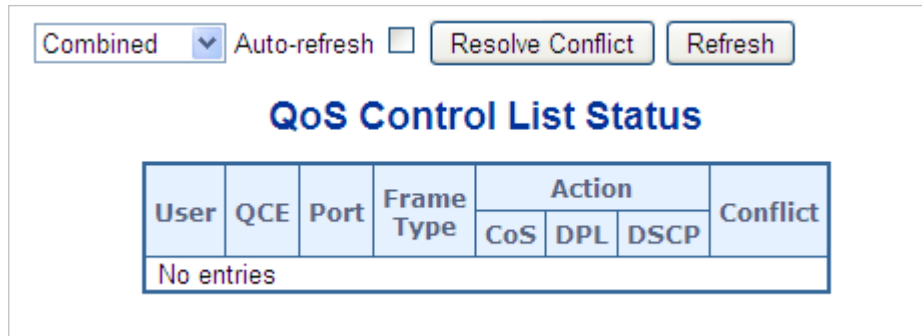 Combined Auto-refresh Resolve Conflict Refresh
QoS Control List Status
User QCE Port Frame Type Action Conflict
CoS DPL DSCP
No entries